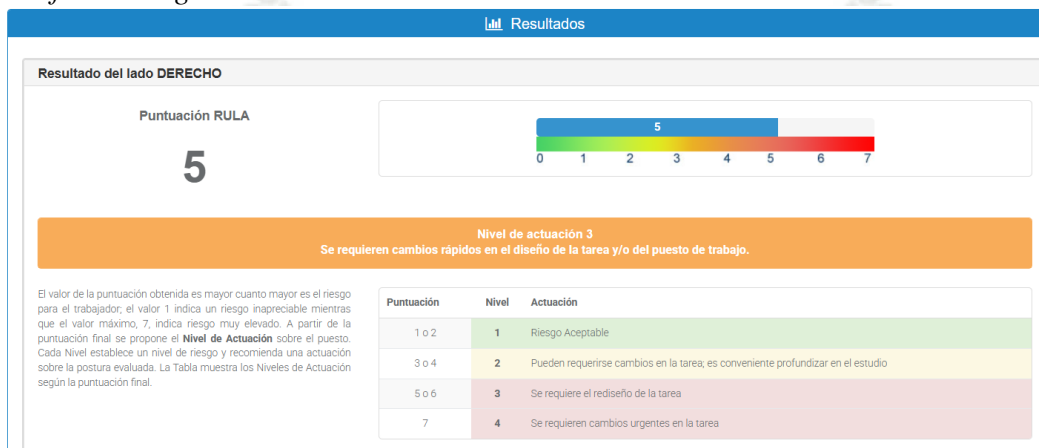 Resultados
Resultado del lado DERECHO
Puntuación RULA
5
5
0 1 2 3 4 5 6 7
Nivel de actuación 3
Se requieren cambios rápidos en el diseño de la tarea y/o del puesto de trabajo.
El valor de la puntuación obtenida es mayor cuanto mayor es el riesgo
para el trabajador; el valor 1 indica un riesgo inapreciable mientras
que el valor máximo, 7, indica riesgo muy elevado. A partir de la
puntuación final se propone el Nivel de Actuación sobre el puesto.
Cada Nivel establece un nivel de riesgo y recomienda una actuación
sobre la postura evaluada. La Tabla muestra los Niveles de Actuación
según la puntuación final.
Puntuación Nivel Actuación
1 o 2 1 Riesgo Aceptable
3 o 4 2 Pueden requerirse cambios en la tarea; es conveniente profundizar en el estudio
5 o 6 3 Se requiere el rediseño de la tarea
7 4 Se requieren cambios urgentes en la tarea